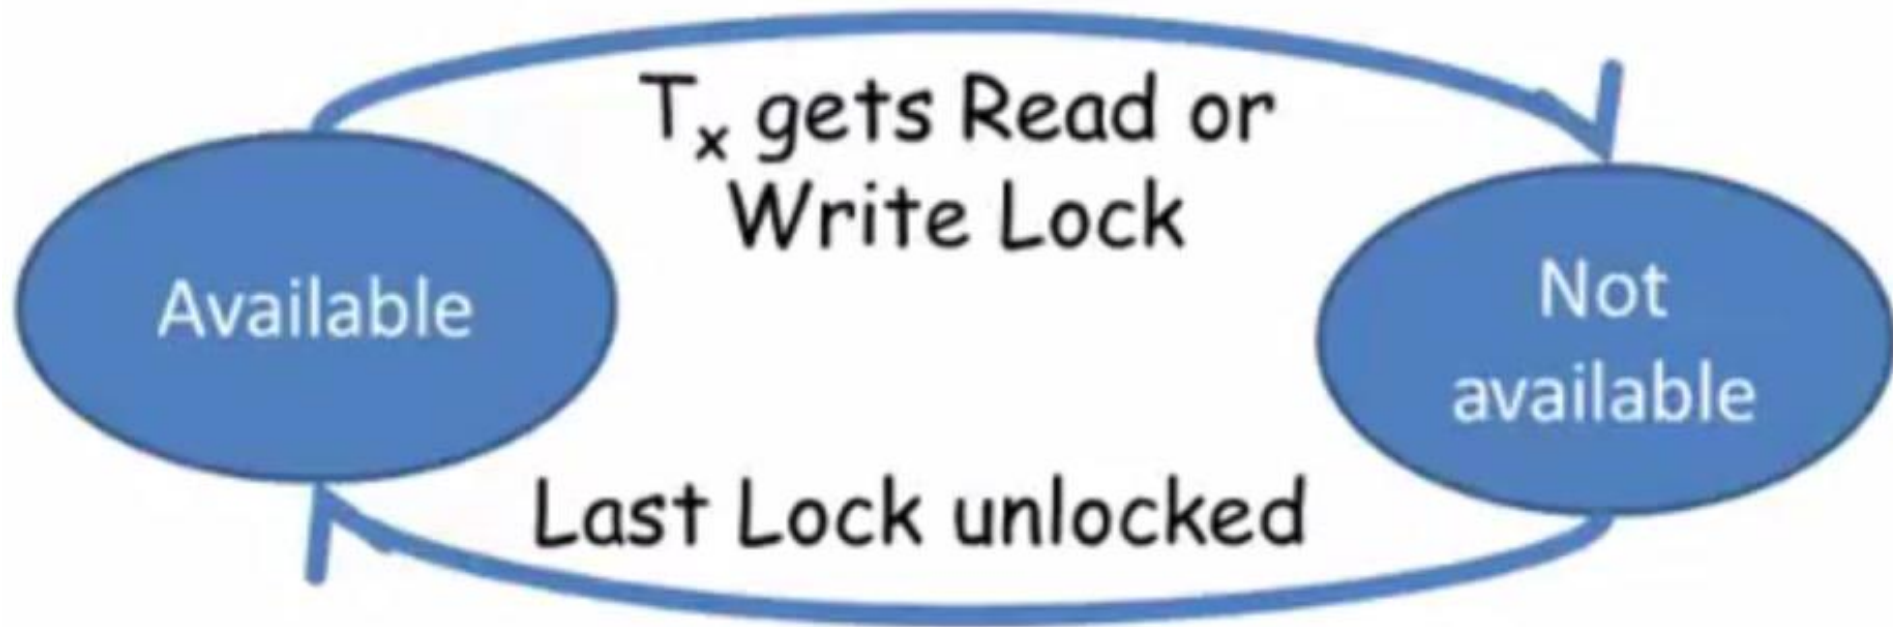 Tx gets Read or
Write Lock
Available
Not
available
Last Lock unlocked